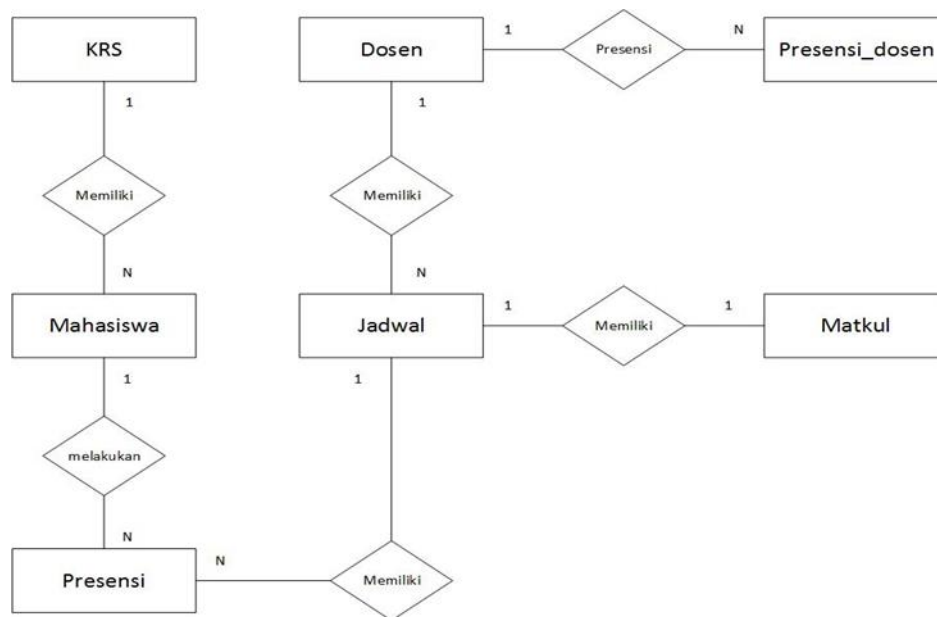 KRS
Dosen
1
Presensi
N
Presensi_dosen
1
1
Memiliki
Memiliki
N
N
Mahasiswa
Jadwal
1
Memiliki
1
Matkul
1
1
melakukan
N
N
Presensi
Memiliki